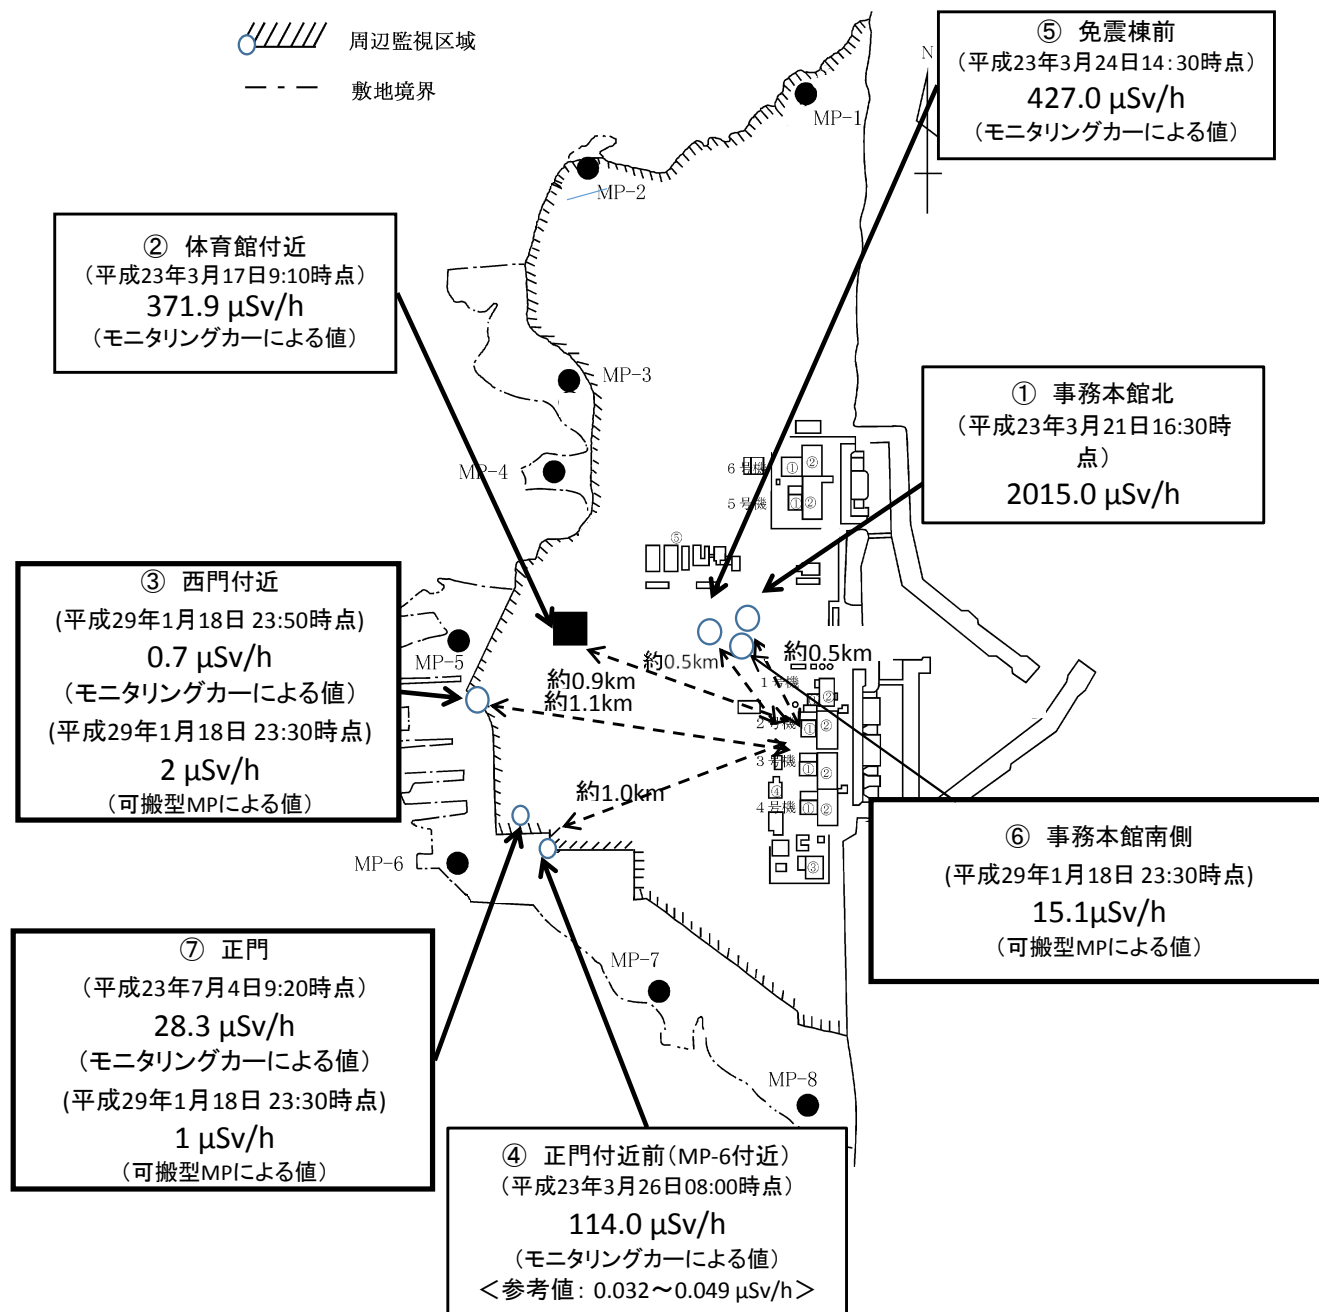 周辺監視区域
敷地境界
⑤ 免震棟前
（平成23年3月24日14：30時点）
427.0 µSv/h
（モニタリングカーによる値）
N
MP-1
MP-2
② 体育館付近
（平成23年3月17日9:10時点）
371.9 µSv/h
（モニタリングカーによる値）
MP-3
① 事務本館北
（平成23年3月21日16:30時
点）
2015.0 µSv/h
MP-4
6号機
①
②
5号機
①
②
⑤
③ 西門付近
(平成29年1月18日 23:50時点)
0.7 µSv/h
（モニタリングカーによる値）
(平成29年1月18日 23:30時点)
2 µSv/h
（可搬型MPによる値）
MP-5
約0.5km
約0.5km
約0.9km
約1.1km
1号機
②
2号機
①
②
3号機
①
②
約1.0km
④
4号機
①
②
③
MP-6
⑥ 事務本館南側
(平成29年1月18日 23:30時点)
15.1µSv/h
（可搬型MPによる値）
⑦ 正門
（平成23年7月4日9:20時点）
28.3 µSv/h
（モニタリングカーによる値）
(平成29年1月18日 23:30時点)
1 µSv/h
（可搬型MPによる値）
MP-7
MP-8
④ 正門付近前（MP-6付近）
（平成23年3月26日08:00時点）
114.0 µSv/h
（モニタリングカーによる値）
＜参考値： 0.032～0.049 µSv/h＞